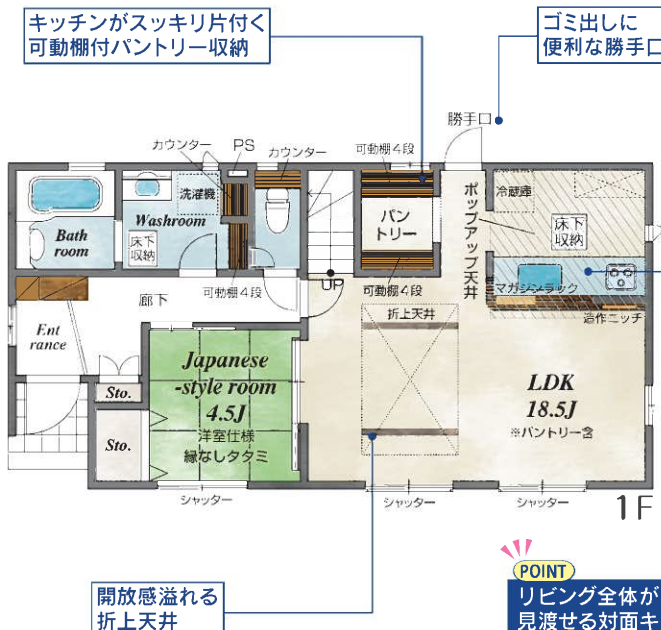 キッチンがスッキリ片付く
可動棚付パントリー収納
ゴミ出しに
便利な勝手口
勝手口
カウンター
PS
カウンター
可動棚4段
洗濯機
Washroom
床下
収納
Bath
room
パン
トリー
ポップアップ天井
冷蔵庫
床下
収納
可動棚4段
UP
可動棚4段
マガジンラック
造作ニッチ
廊下
折上天井
Ent
rance
Japanese
-style room
4.5J
洋室仕様
縁なしタタミ
LDK
18.5J
※パントリー含
Sto.
Sto.
シャッター
シャッター
シャッター
1F
開放感溢れる
折上天井
POINT
リビング全体が
見渡せる対面キ